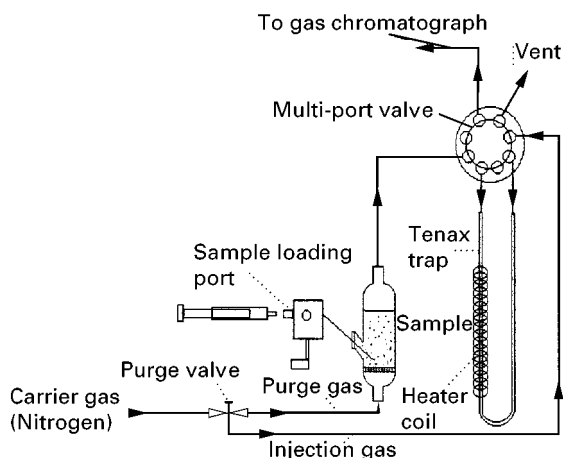 To gas chromatograph
Vent
Multi-port valve
Tenax
trap
Sample loading
port
Sample
Purge valve
Purge gas
Heater
coil
Carrier gas
(Nitrogen)
Injection gas